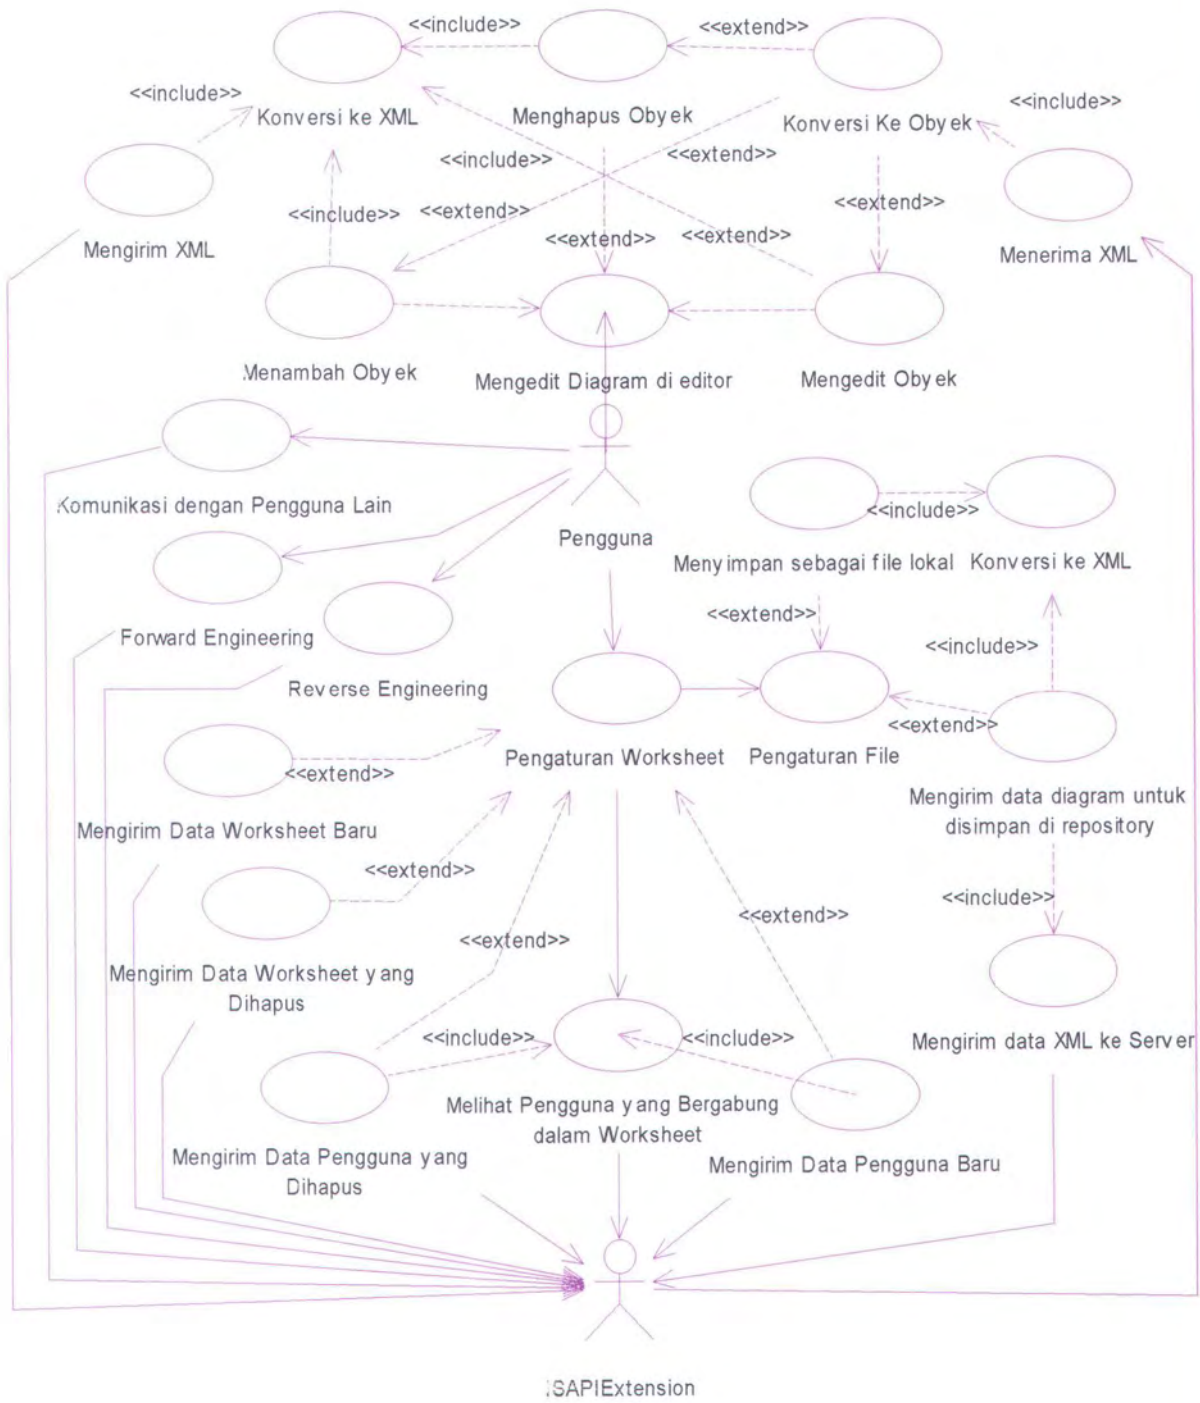 <<include>>
<<extend>>
<<include>>
<<include>>
Konversi ke XML
Menghapus Obyek
Konversi Ke Obyek
<<include>>
<<extend>>
<<include>>
<<extend>>
<<extend>>
<<extend>>
<<extend>>
Mengirim XML
Menerima XML
Menambah Obyek
Mengedit Diagram di editor
Mengedit Obyek
Komunikasi dengan Pengguna Lain
Pengguna
<<include>>
Menyimpan sebagai file lokal
Konversi ke XML
Forward Engineering
<<extend>>
<<include>>
Reverse Engineering
<<extend>>
Pengaturan Worksheet
Pengaturan File
<<extend>>
Mengirim data diagram untuk
disimpan di repository
Mengirim Data Worksheet Baru
<<extend>>
<<include>>
<<extend>>
<<extend>>
Mengirim Data Worksheet yang
Dihapus
<<include>>
<<include>>
Mengirim data XML ke Server
Melihat Pengguna yang Bergabung
dalam Worksheet
Mengirim Data Pengguna yang
Dihapus
Mengirim Data Pengguna Baru
ISAPIExtension